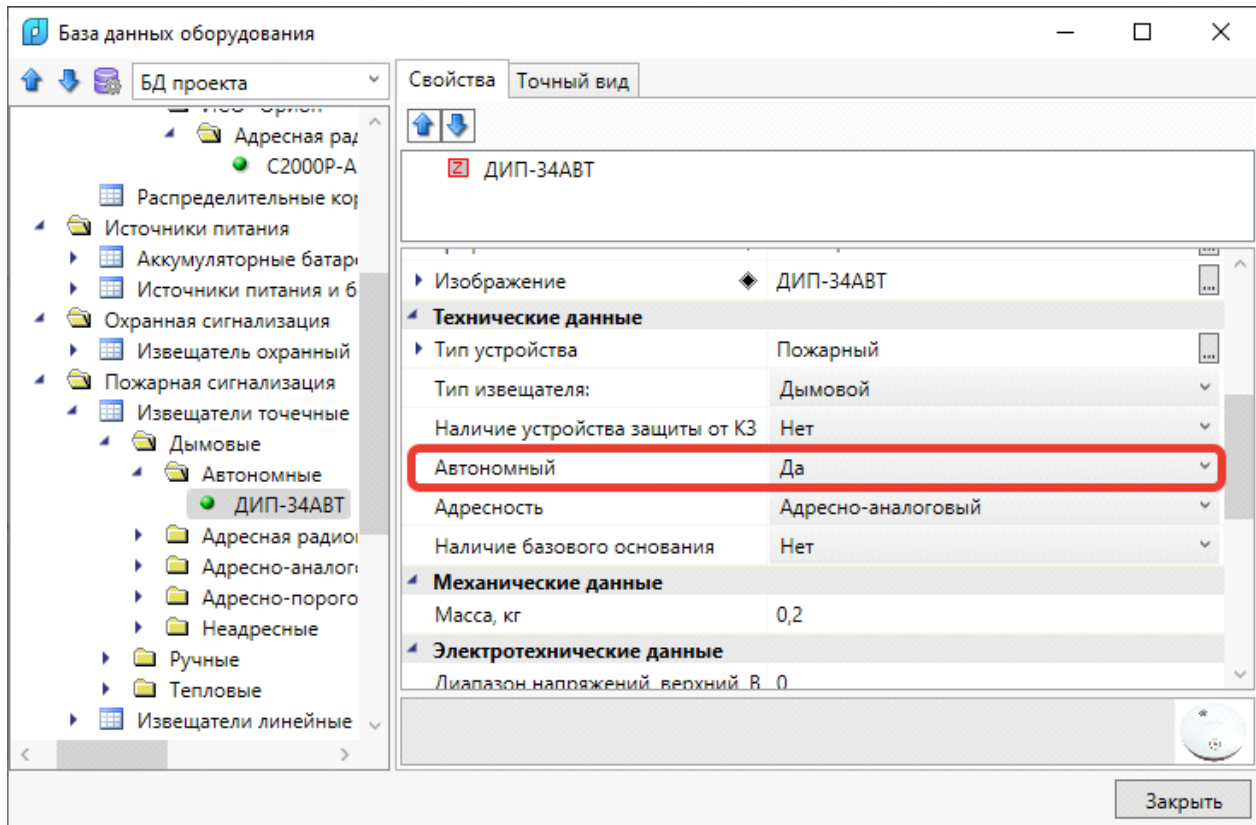 База данных оборудования
БД проекта
Адресная рад
С2000Р-А
Распределительные кор
Источники питания
Аккумуляторные батар
Источники питания и б
Охранная сигнализация
Извещатель охранный
Пожарная сигнализация
Извещатели точечные
Дымовые
Автономные
ДИП-34АВТ
Адресная радио
Адресно-аналог
Адресно-порого
Неадресные
Ручные
Тепловые
Извещатели линейные
Свойства Точный вид
ДИП-34АВТ
Изображение ДИП-34АВТ
Технические данные
Тип устройства Пожарный
Тип извещателя: Дымовой
Наличие устройства защиты от КЗ Нет
Автономный Да
Адресность Адресно-аналоговый
Наличие базового основания Нет
Механические данные
Масса, кг 0,2
Электротехнические данные
Диапазон напряжений, верхний, В 0
Закрыть